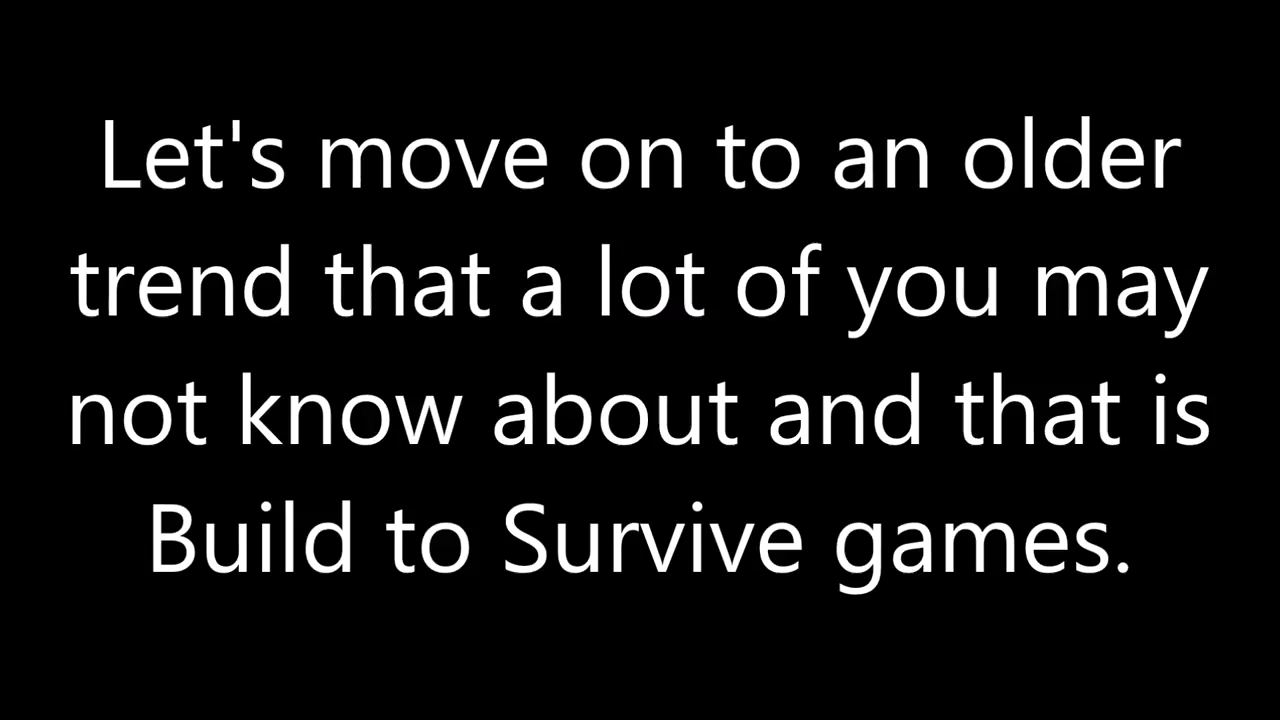 Let's move on to an older
trend that a lot of you may
not know about and that is
Build to Survive games.